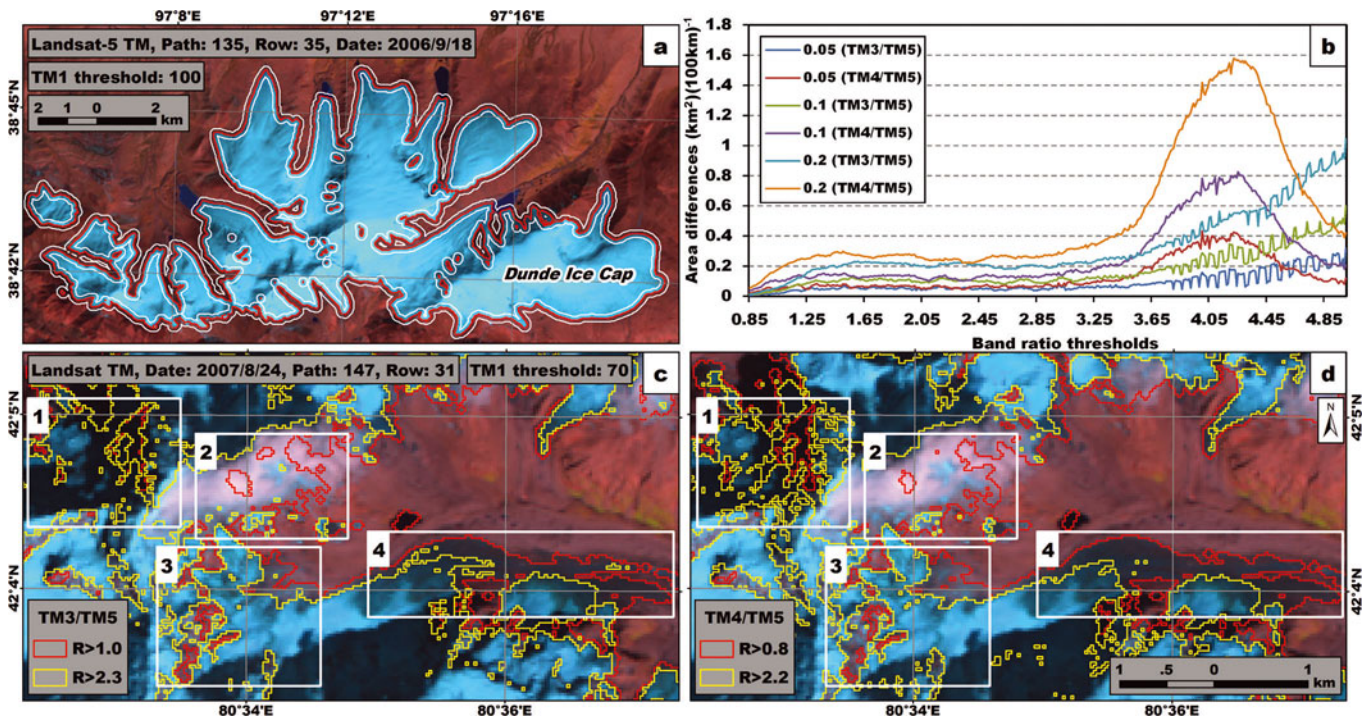 97°8'E 97°12'E 97°16'E
Landsat-5 TM, Path: 135, Row: 35, Date: 2006/9/18
a
TM1 threshold: 100
2 1 0 2
km
38°45'N
38°42'N
Dunde Ice Cap
b
Area differences (km²)(100km)⁻¹
1.8
1.6
1.4
1.2
1
0.8
0.6
0.4
0.2
0
0.05 (TM3/TM5)
0.05 (TM4/TM5)
0.1 (TM3/TM5)
0.1 (TM4/TM5)
0.2 (TM3/TM5)
0.2 (TM4/TM5)
0.85 1.25 1.65 2.05 2.45 2.85 3.25 3.65 4.05 4.45 4.85
Band ratio thresholds
Landsat TM, Date: 2007/8/24, Path: 147, Row: 31 TM1 threshold: 70
c
42°5'N
42°4'N
1
2
3
4
TM3/TM5
R>1.0
R>2.3
80°34'E 80°36'E
d
N
1
2
3
4
42°5'N
42°4'N
TM4/TM5
R>0.8
R>2.2
1 .5 0 1
km
80°34'E 80°36'E